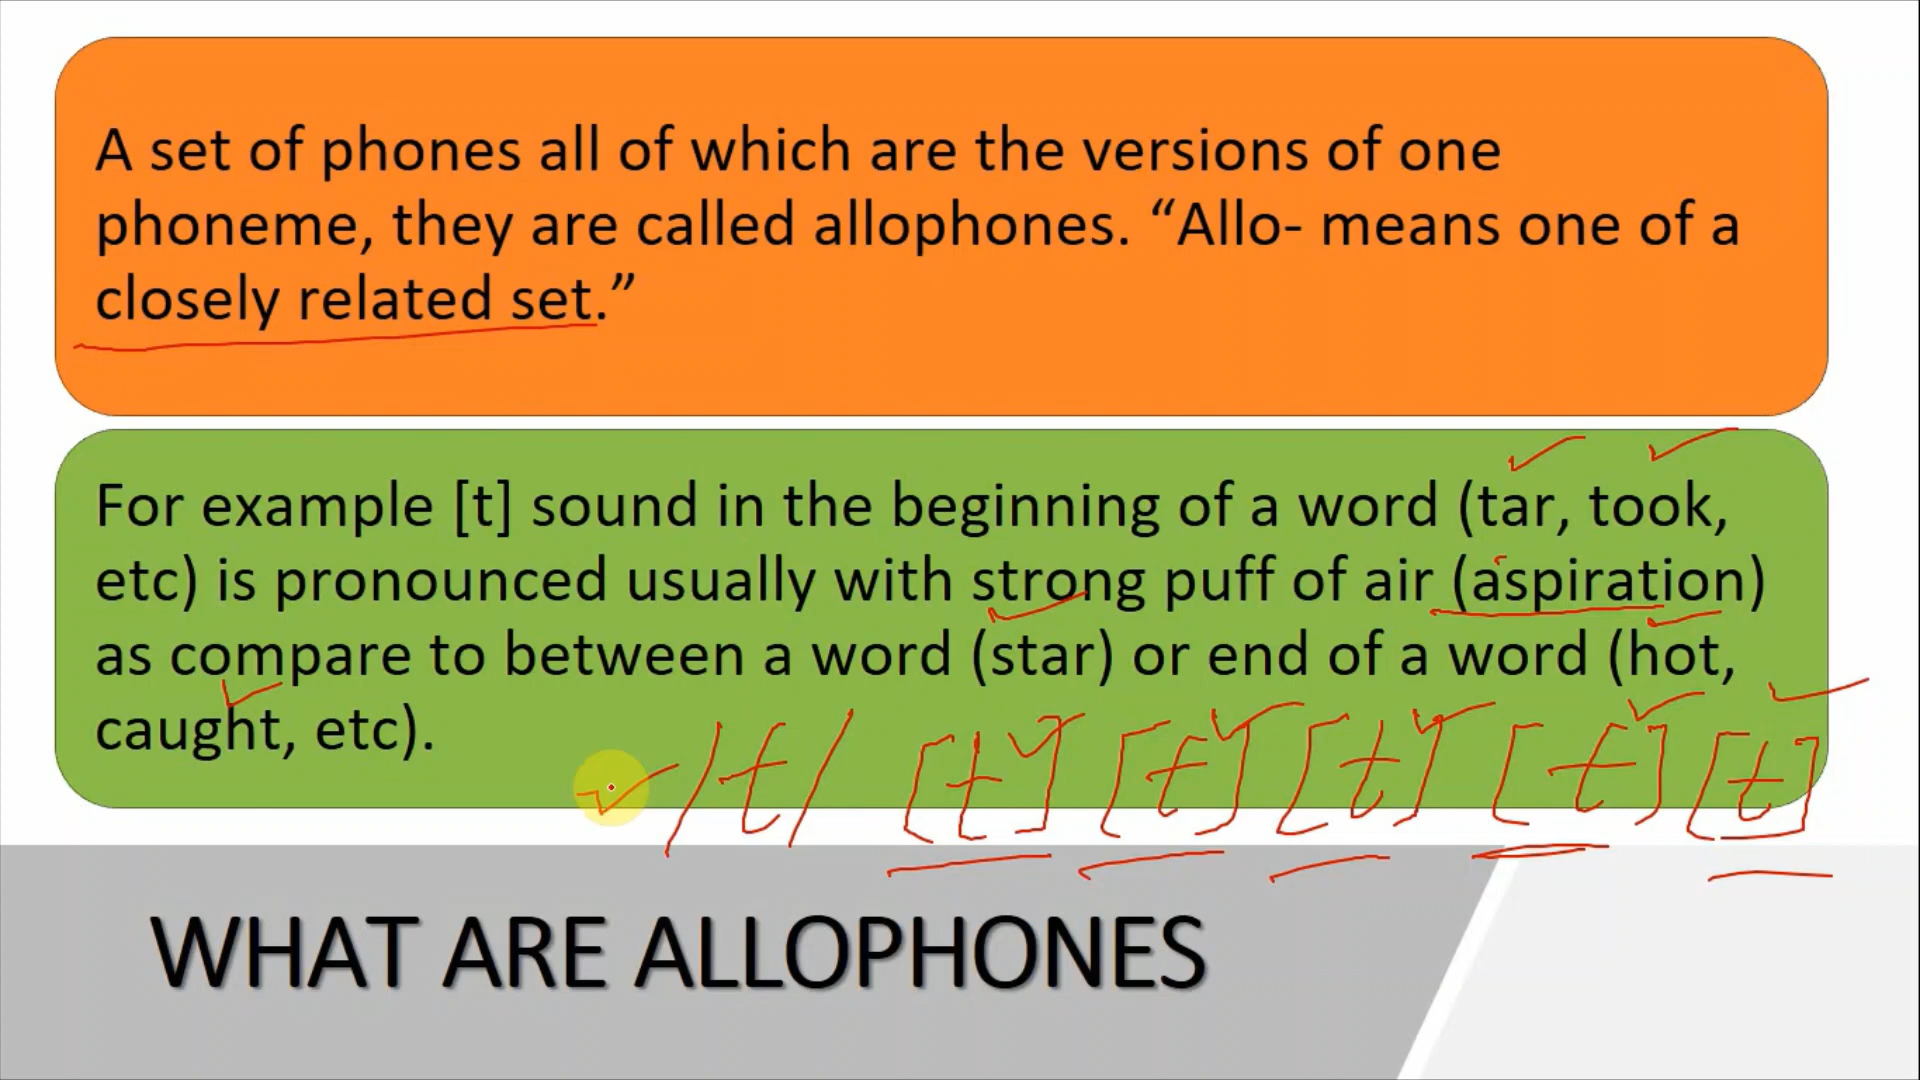 A set of phones all of which are the versions of one
phoneme, they are called allophones. “Allo- means one of a
closely related set.”
For example [t] sound in the beginning of a word (tar, took,
etc) is pronounced usually with strong puff of air (aspiration)
as compare to between a word (star) or end of a word (hot,
caught, etc).
/t/ [t] [t] [t] [t] [t]
WHAT ARE ALLOPHONES